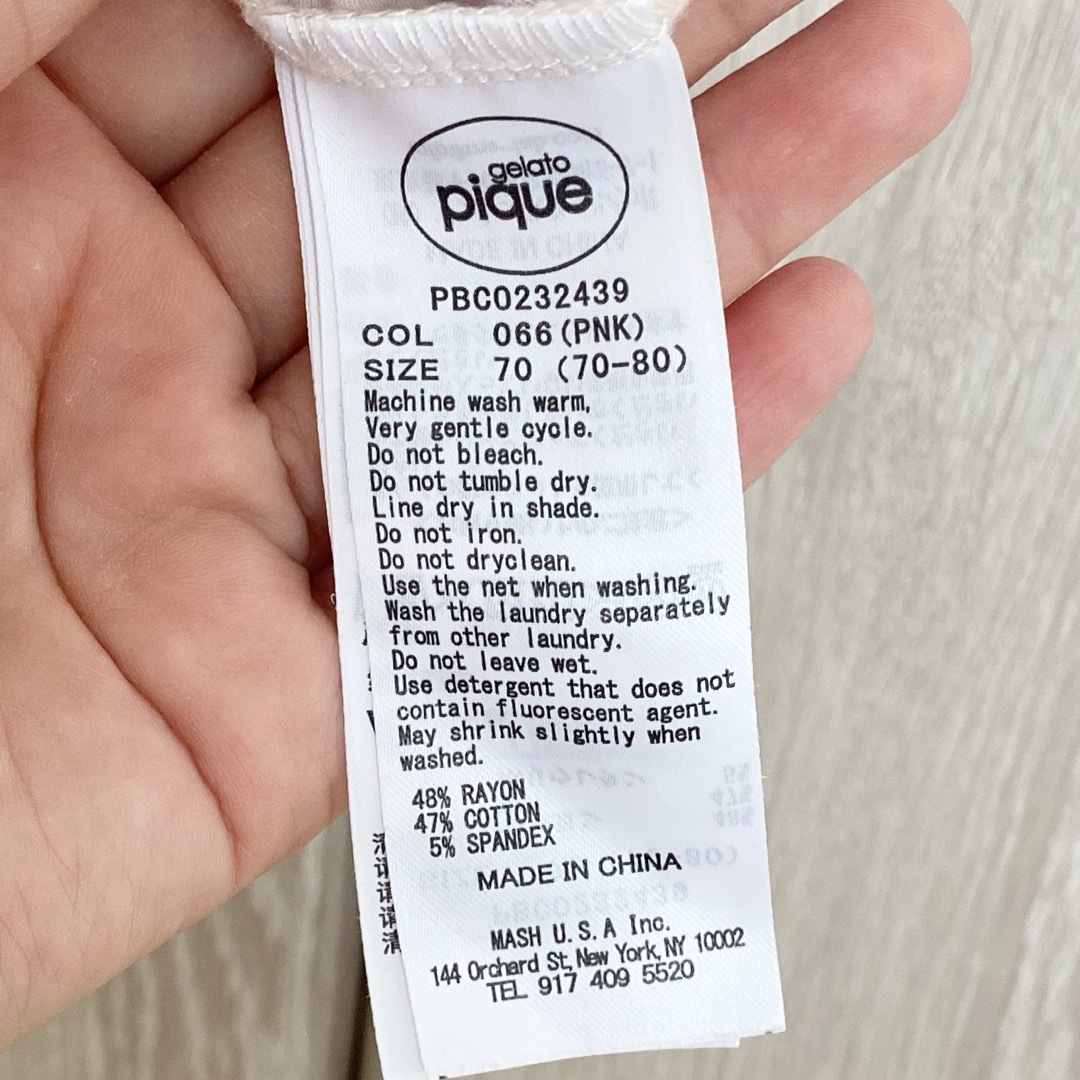 gelato
pique
PBC0232439
COL 066(PNK)
SIZE 70 (70-80)
Machine wash warm,
Very gentle cycle.
Do not bleach.
Do not tumble dry.
Line dry in shade.
Do not iron.
Do not dryclean.
Use the net when washing.
Wash the laundry separately
from other laundry.
Do not leave wet.
Use detergent that does not
contain fluorescent agent.
May shrink slightly when
washed.
48% RAYON
47% COTTON
5% SPANDEX
MADE IN CHINA
MASH U.S.A Inc.
144 Orchard St, New York, NY 10002
TEL 917 409 5520